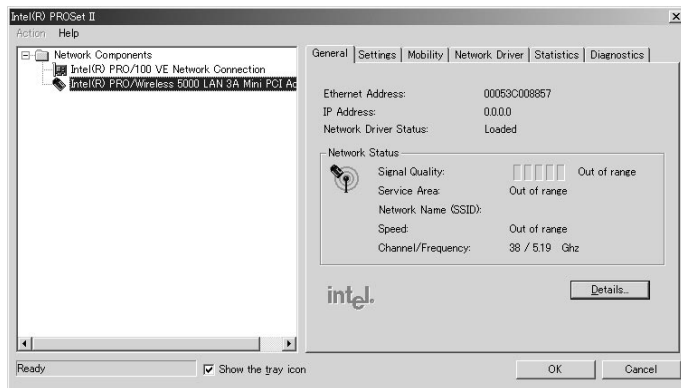 Intel(R) PROSet II
Action Help
Network Components
Intel(R) PRO/100 VE Network Connection
Intel(R) PRO/Wireless 5000 LAN 3A Mini PCI Ad
General Settings Mobility Network Driver Statistics Diagnostics
Ethernet Address: 00053C008857
IP Address: 0.0.0.0
Network Driver Status: Loaded
Network Status
Signal Quality: Out of range
Service Area: Out of range
Network Name (SSID):
Speed: Out of range
Channel/Frequency: 38 / 5.19 Ghz
intel.
Details...
Ready
Show the tray icon
OK Cancel